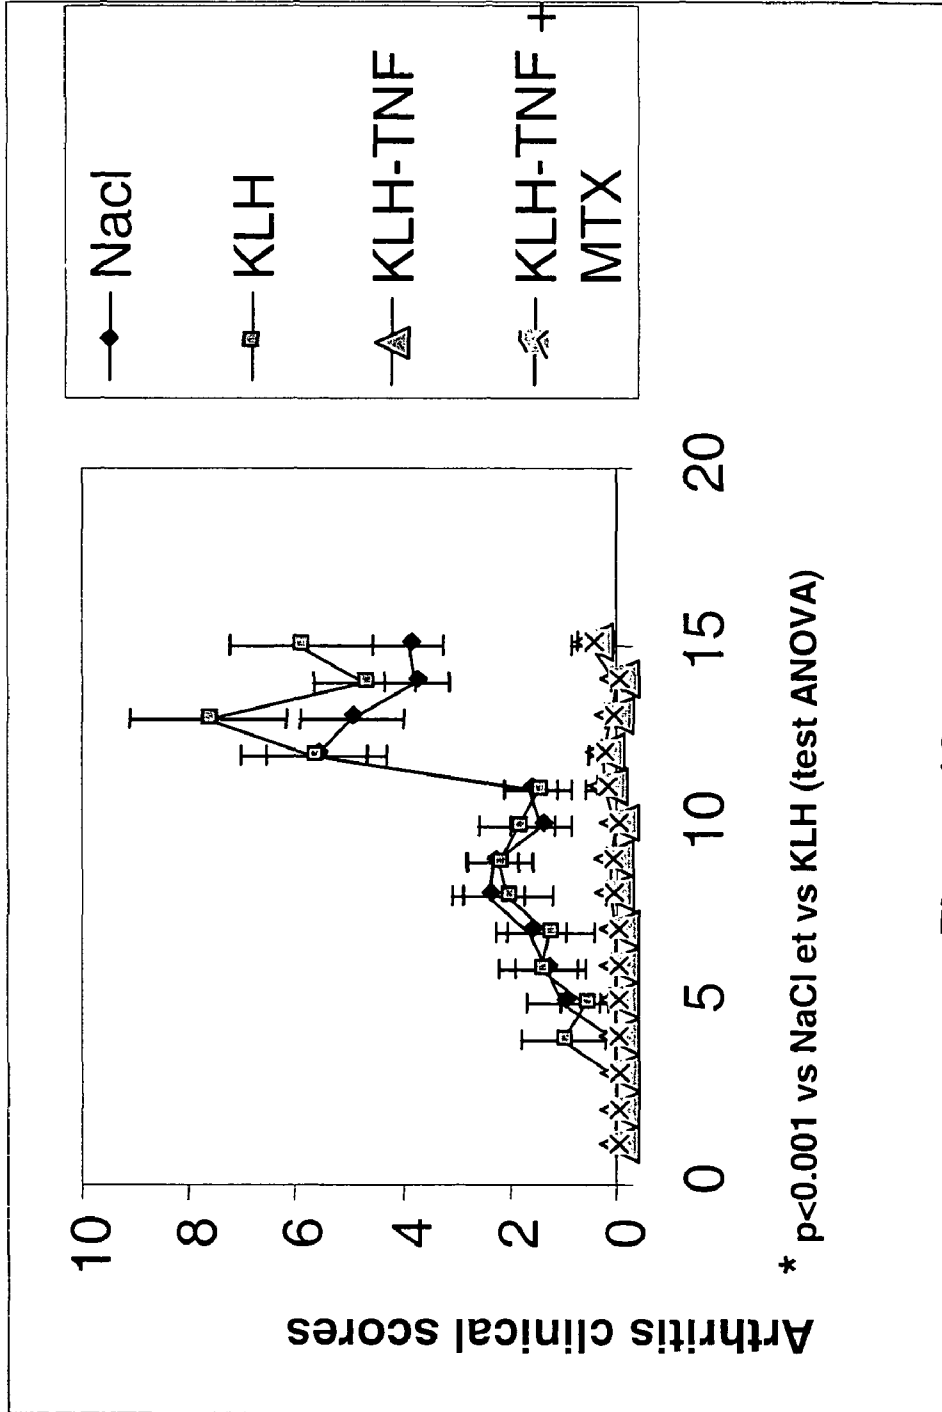 Arthritis clinical scores
10
8
6
4
2
0
0
5
10
15
20
* p<0.001 vs NaCl et vs KLH (test ANOVA)
Nacl
KLH
KLH-TNF
KLH-TNF +
MTX